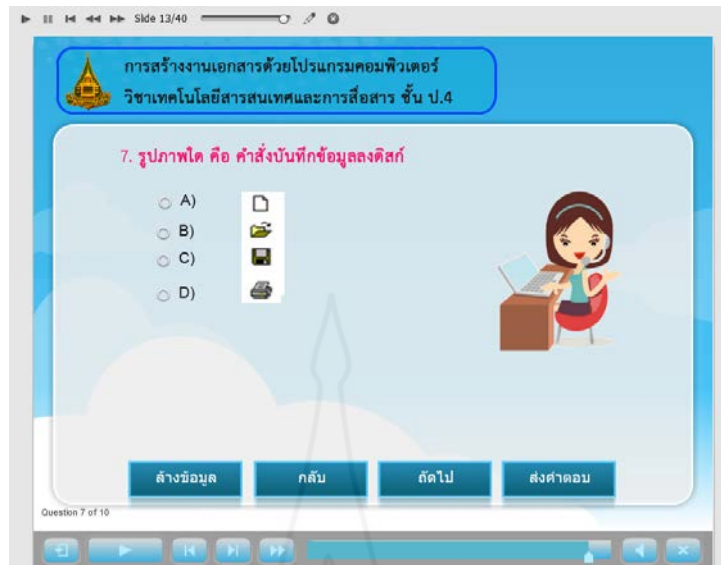 Slide 13/40
การสร้างงานเอกสารด้วยโปรแกรมคอมพิวเตอร์
วิชาเทคโนโลยีสารสนเทศและการสื่อสาร ชั้น ป.4
7. รูปภาพใด คือ คำสั่งบันทึกข้อมูลลงดิสก์
A)
B)
C)
D)
ล้างข้อมูล กลับ ถัดไป ส่งคำตอบ
Question 7 of 10